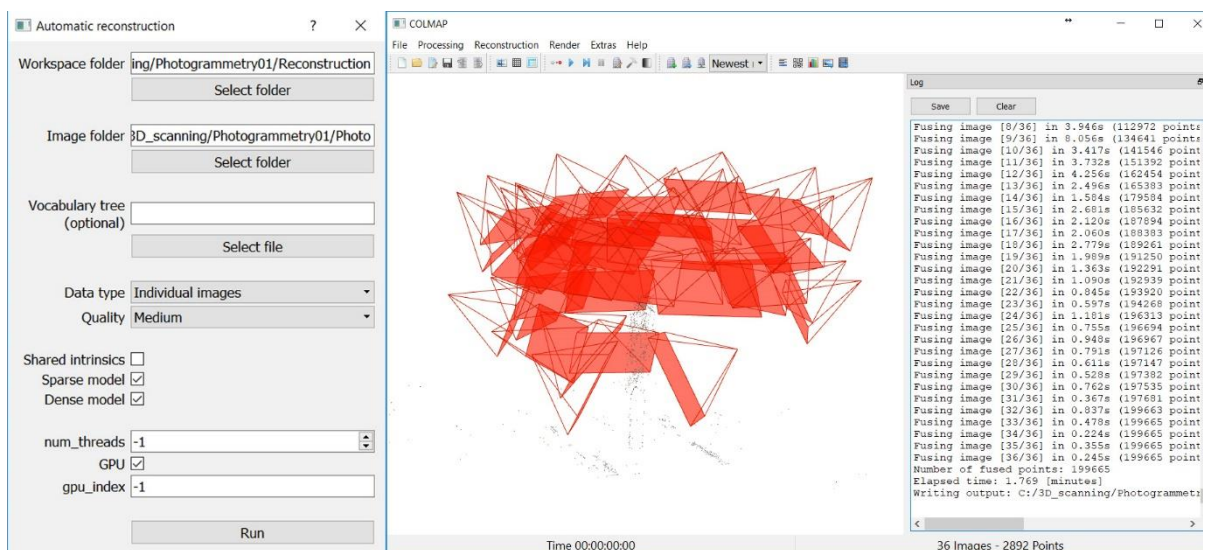 Automatic reconstruction ? ×
Workspace folder ing/Photogrammetry01/Reconstruction
Select folder
Image folder 3D_scanning/Photogrammetry01/Photo
Select folder
Vocabulary tree
(optional)
Select file
Data type Individual images
Quality Medium
Shared intrinsics
Sparse model
Dense model
num_threads -1
GPU
gpu_index -1
Run
COLMAP
File Processing Reconstruction Render Extras Help
Newest
Log
Save Clear
Fusing image [8/36] in 3.946s (112972 points
Fusing image [9/36] in 8.056s (134641 points
Fusing image [10/36] in 3.417s (141546 point
Fusing image [11/36] in 3.732s (151392 point
Fusing image [12/36] in 4.256s (162454 point
Fusing image [13/36] in 2.496s (165383 point
Fusing image [14/36] in 1.584s (179584 point
Fusing image [15/36] in 2.681s (185632 point
Fusing image [16/36] in 2.120s (187894 point
Fusing image [17/36] in 2.060s (188383 point
Fusing image [18/36] in 2.779s (189261 point
Fusing image [19/36] in 1.989s (191250 point
Fusing image [20/36] in 1.363s (192291 point
Fusing image [21/36] in 1.090s (192939 point
Fusing image [22/36] in 0.845s (193920 point
Fusing image [23/36] in 0.597s (194268 point
Fusing image [24/36] in 1.181s (196313 point
Fusing image [25/36] in 0.755s (196694 point
Fusing image [26/36] in 0.948s (196967 point
Fusing image [27/36] in 0.791s (197126 point
Fusing image [28/36] in 0.611s (197147 point
Fusing image [29/36] in 0.528s (197382 point
Fusing image [30/36] in 0.762s (197535 point
Fusing image [31/36] in 0.367s (197681 point
Fusing image [32/36] in 0.837s (199663 point
Fusing image [33/36] in 0.478s (199665 point
Fusing image [34/36] in 0.224s (199665 point
Fusing image [35/36] in 0.355s (199665 point
Fusing image [36/36] in 0.245s (199665 point
Number of fused points: 199665
Elapsed time: 1.769 [minutes]
Writing output: C:/3D_scanning/Photogrammetr
Time 00:00:00:00
36 Images - 2892 Points